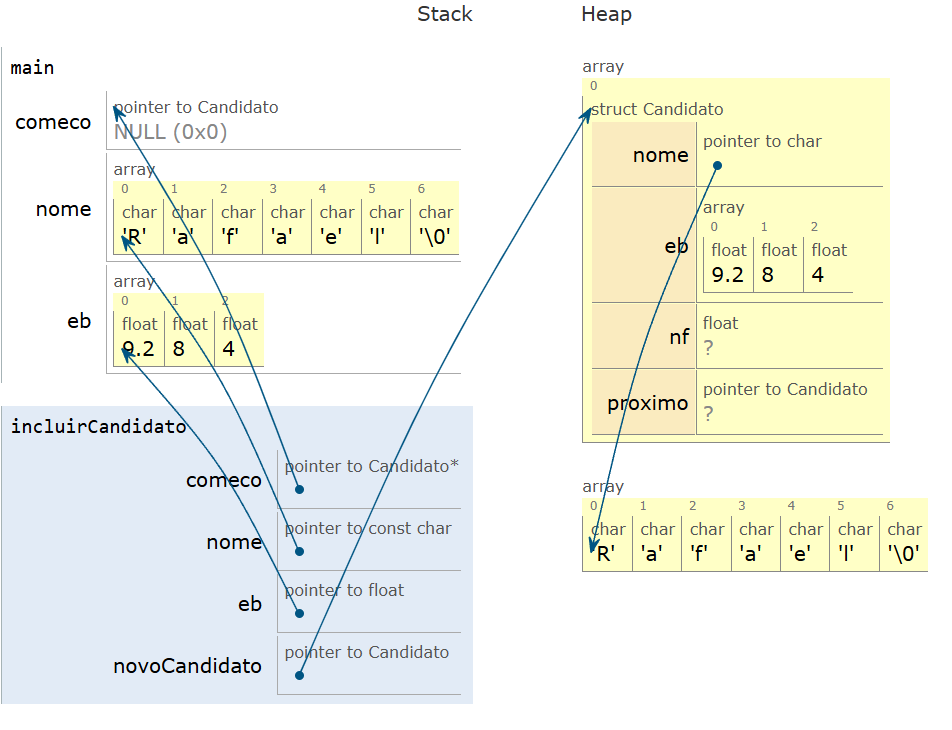 Stack
Heap
main
comeco
pointer to Candidato
NULL (0x0)
nome
array
0 1 2 3 4 5 6
char char char char char char char
'R' 'a' 'f' 'a' 'e' 'l' '\0'
eb
array
0 1 2
float float float
9.2 8 4
incluirCandidato
comeco
pointer to Candidato*
nome
pointer to const char
eb
pointer to float
novoCandidato
pointer to Candidato
array
0
struct Candidato
nome
pointer to char
eb
array
0 1 2
float float float
9.2 8 4
nf
float
?
proximo
pointer to Candidato
?
array
0 1 2 3 4 5 6
char char char char char char char
'R' 'a' 'f' 'a' 'e' 'l' '\0'